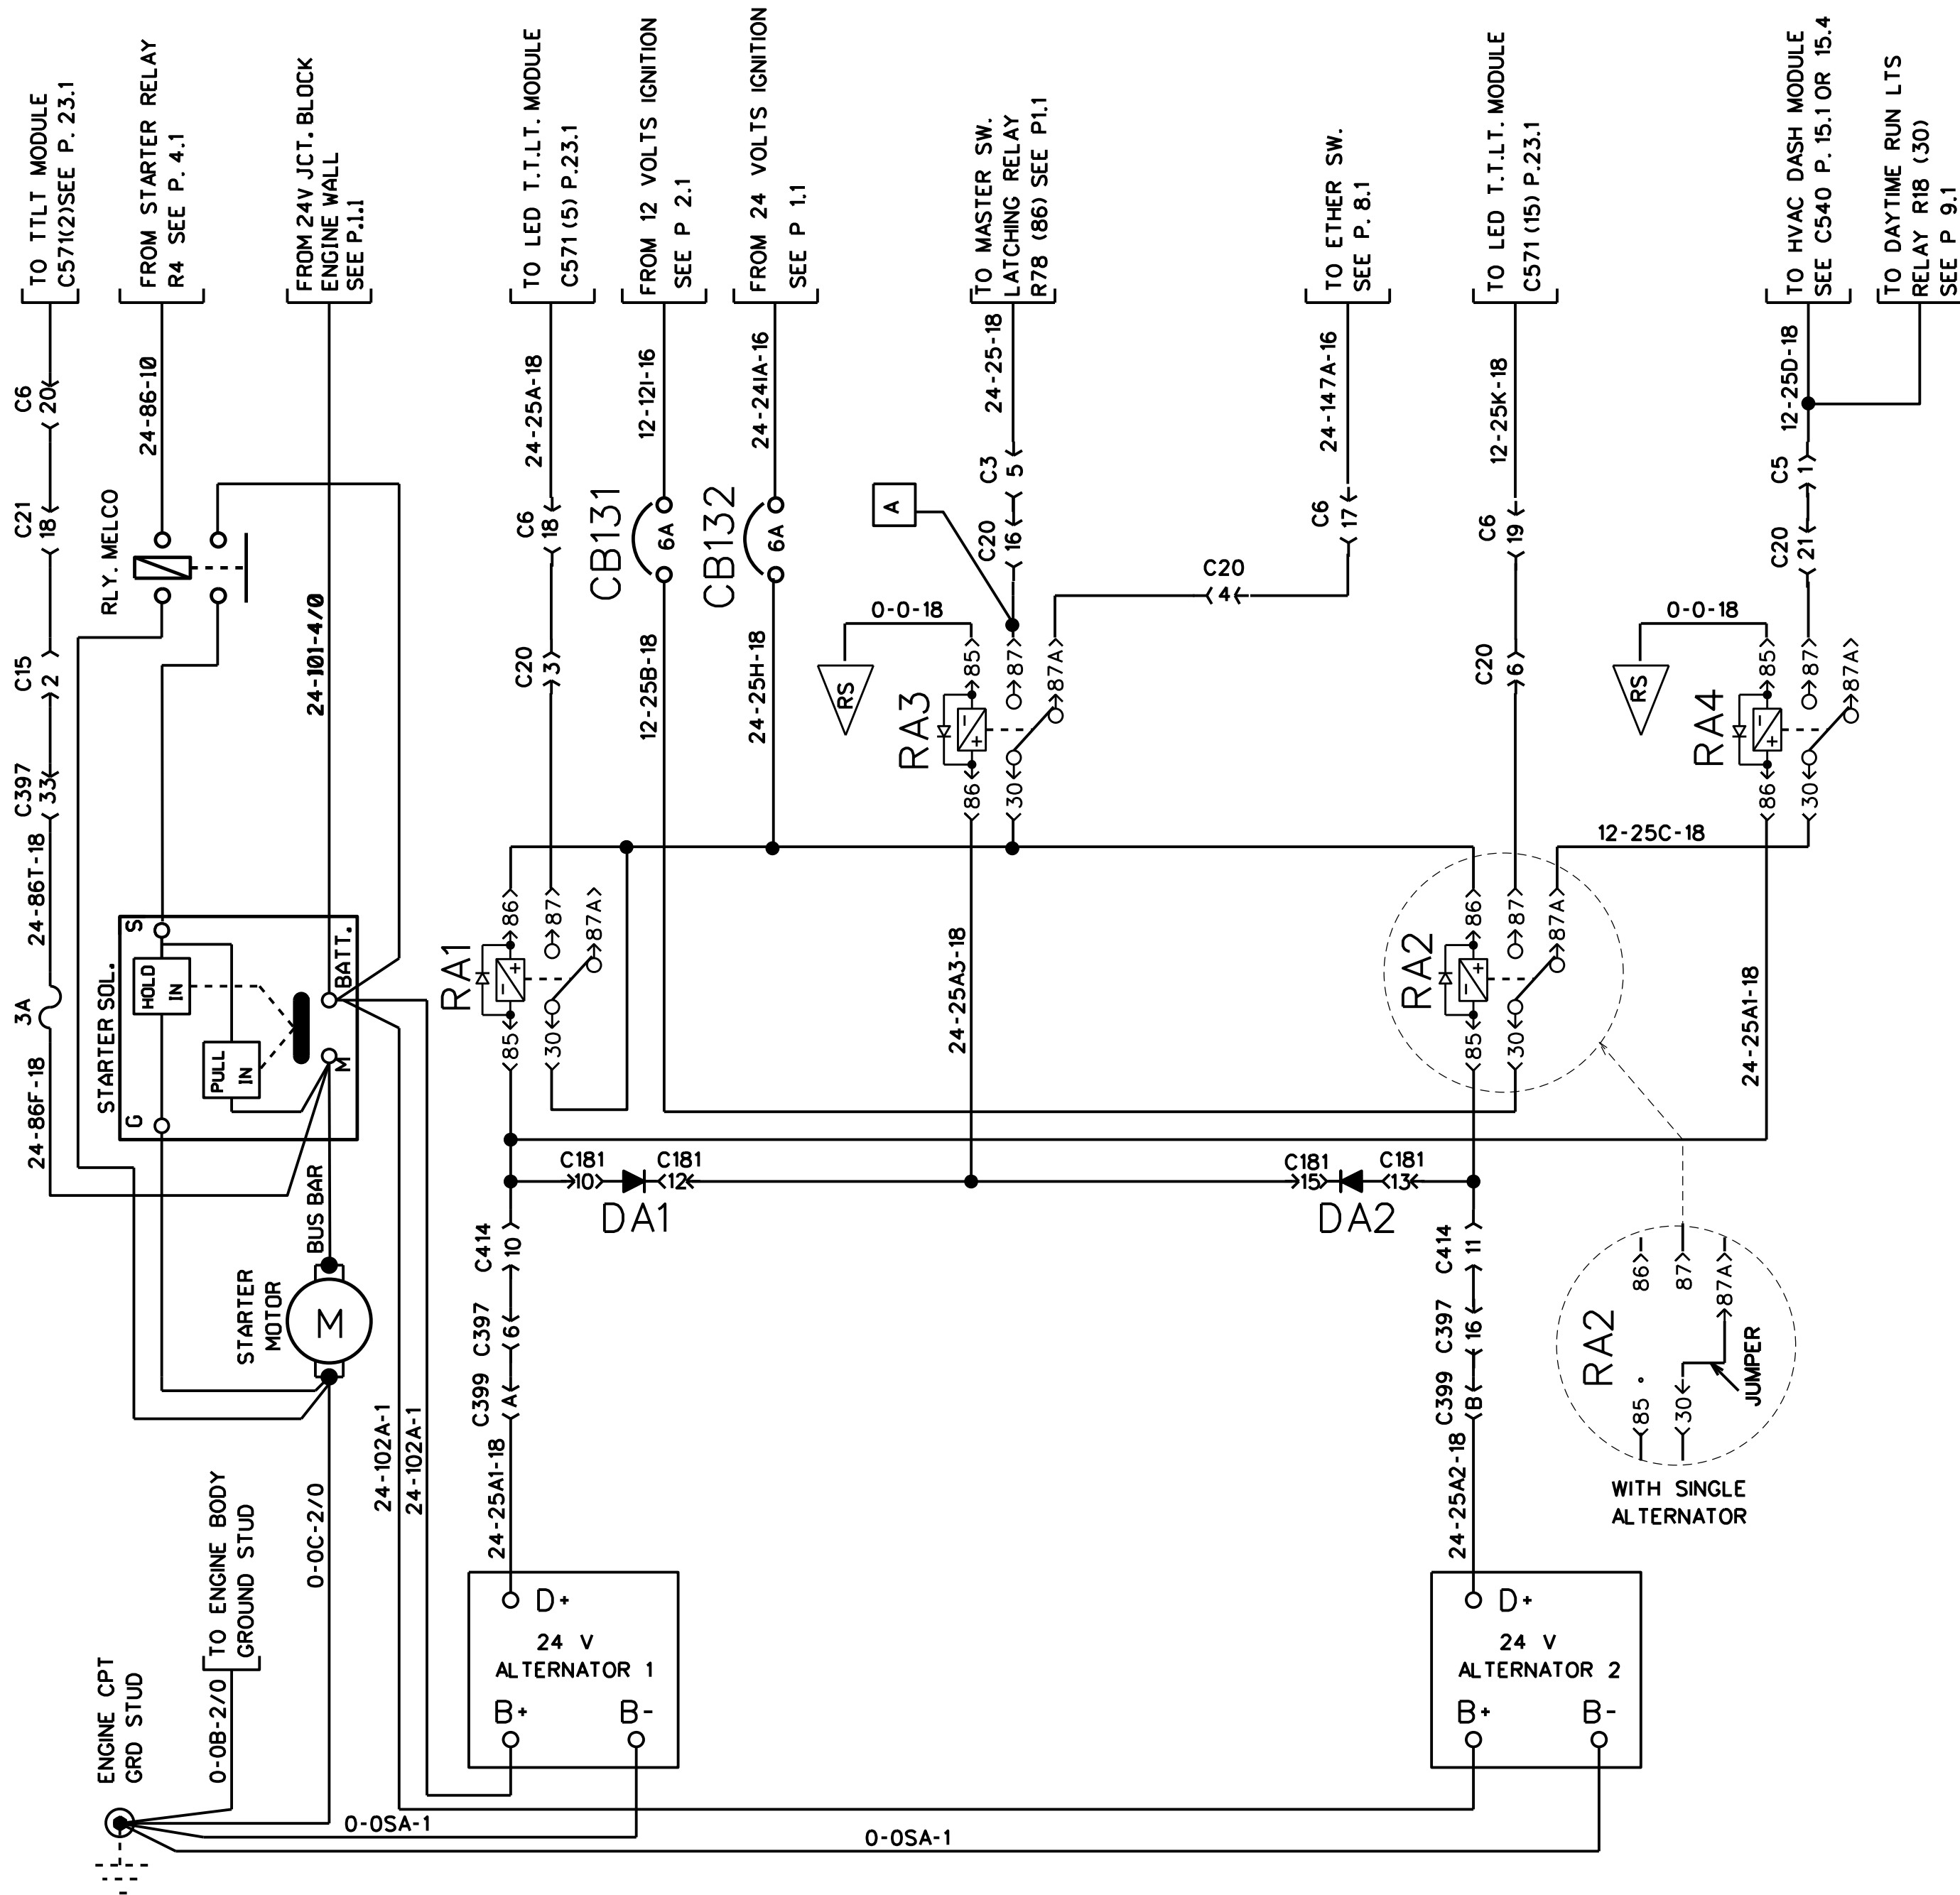 TO TTLT MODULE
C571(2)SEE P. 23.1
FROM STARTER RELAY
R4 SEE P. 4.1
FROM 24V JCT. BLOCK
ENGINE WALL
SEE P.1.1
TO LED T.T.LT. MODULE
C571 (5) P.23.1
FROM 12 VOLTS IGNITION
SEE P 2.1
FROM 24 VOLTS IGNITION
SEE P 1.1
TO MASTER SW.
LATCHING RELAY
R78 (86) SEE P1.1
TO ETHER SW.
SEE P. 8.1
TO LED T.T.LT. MODULE
C571 (15) P.23.1
TO HVAC DASH MODULE
SEE C540 P. 15.1 OR 15.4
TO DAYTIME RUN LTS
RELAY R18 (30)
SEE P 9.1
C6
20
24-86-10
24-101-4/0
24-25A-18
12-121-16
24-241A-16
24-25-18
24-147A-16
12-25K-18
12-25D-18
C21
18
RLY. MELCO
C6
18
CB131
6A
CB132
6A
A
C3
5
C20
16
C6
17
C20
4
C6
19
C5
1
C20
21
C15
2
C397
33
C20
3
12-25B-18
24-25H-18
0-0-18
RS
RA3
85
87
87A
86
30
C20
6
0-0-18
RS
RA4
85
87
87A
86
30
12-25C-18
24-86T-18
3A
24-86F-18
STARTER SOL.
S
HOLD
IN
PULL
IN
G
BATT.
M
RA1
86
87
87A
85
30
24-25A3-18
RA2
86
87
87A
85
30
24-25A1-18
BUS BAR
C181
10
C181
12
DA1
C181
15
C181
13
DA2
STARTER
MOTOR
M
C414
10
C397
6
C399
A
24-25A1-18
C414
11
C397
16
C399
B
24-25A2-18
RA2
86
87
87A
85
30
JUMPER
WITH SINGLE
ALTERNATOR
24-102A-1
24-102A-1
0-0C-2/0
TO ENGINE BODY
GROUND STUD
0-0B-2/0
ENGINE CPT
GRD STUD
D+
24 V
ALTERNATOR 1
B+
B-
D+
24 V
ALTERNATOR 2
B+
B-
0-0SA-1
0-0SA-1